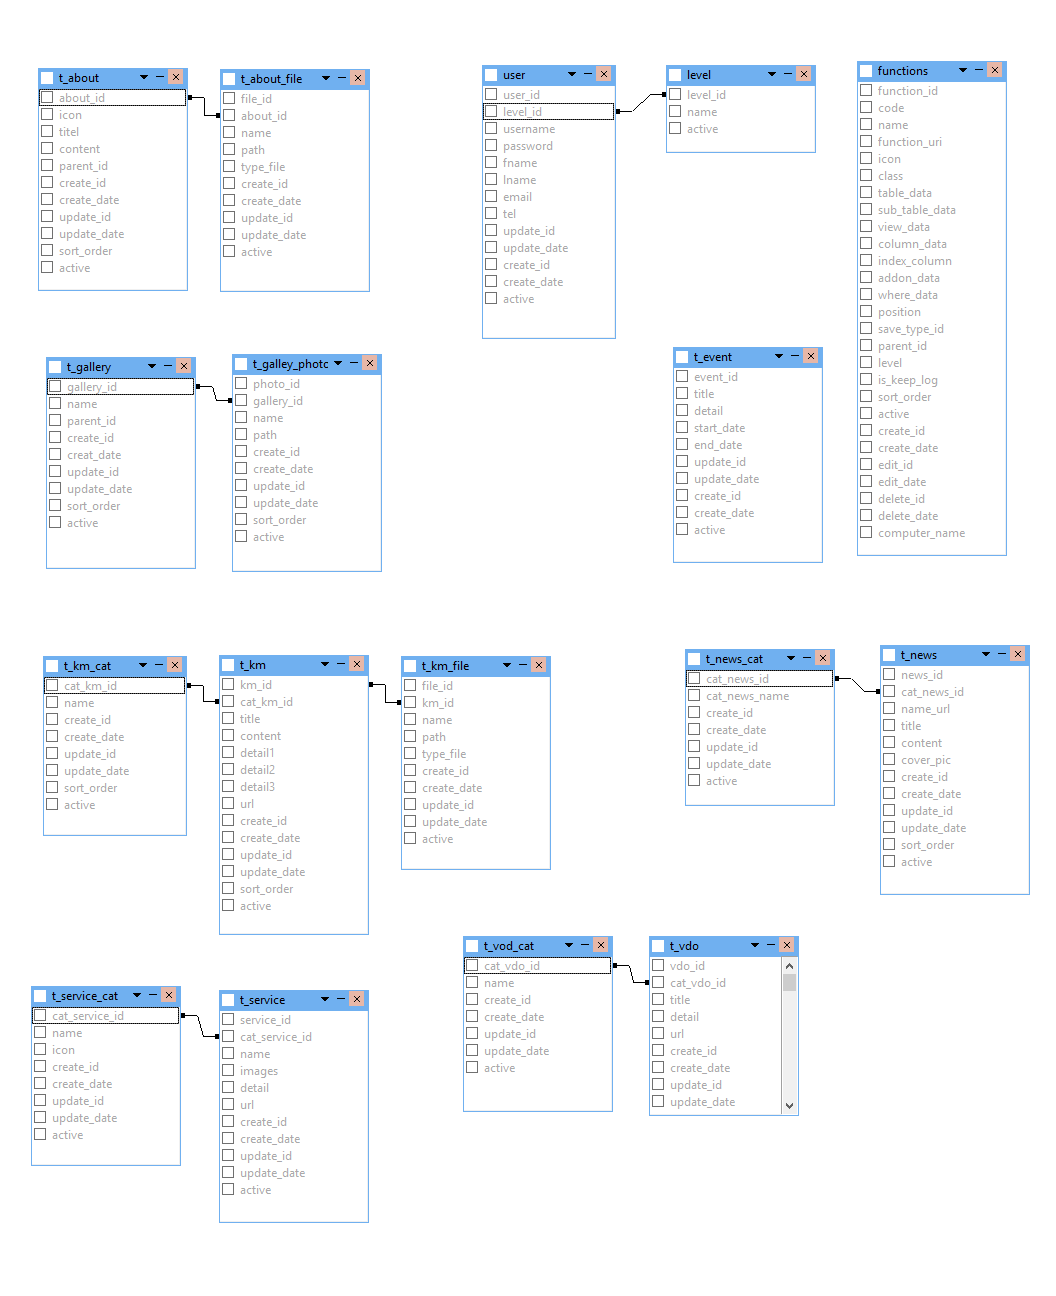 t_about
about_id
icon
titel
content
parent_id
create_id
create_date
update_id
update_date
sort_order
active
t_about_file
file_id
about_id
name
path
type_file
create_id
create_date
update_id
update_date
active
user
user_id
level_id
username
password
fname
lname
email
tel
update_id
update_date
create_id
create_date
active
level
level_id
name
active
functions
function_id
code
name
function_uri
icon
class
table_data
sub_table_data
view_data
column_data
index_column
addon_data
where_data
position
save_type_id
parent_id
level
is_keep_log
sort_order
active
create_id
create_date
edit_id
edit_date
delete_id
delete_date
computer_name
t_gallery
gallery_id
name
parent_id
create_id
creat_date
update_id
update_date
sort_order
active
t_galley_photo
photo_id
gallery_id
name
path
create_id
create_date
update_id
update_date
sort_order
active
t_event
event_id
title
detail
start_date
end_date
update_id
update_date
create_id
create_date
active
t_km_cat
cat_km_id
name
create_id
create_date
update_id
update_date
sort_order
active
t_km
km_id
cat_km_id
title
content
detail1
detail2
detail3
url
create_id
create_date
update_id
update_date
sort_order
active
t_km_file
file_id
km_id
name
path
type_file
create_id
create_date
update_id
update_date
active
t_news_cat
cat_news_id
cat_news_name
create_id
create_date
update_id
update_date
active
t_news
news_id
cat_news_id
name_url
title
content
cover_pic
create_id
create_date
update_id
update_date
sort_order
active
t_service_cat
cat_service_id
name
icon
create_id
create_date
update_id
update_date
active
t_service
service_id
cat_service_id
name
images
detail
url
create_id
create_date
update_id
update_date
active
t_vod_cat
cat_vdo_id
name
create_id
create_date
update_id
update_date
active
t_vdo
vdo_id
cat_vdo_id
title
detail
url
create_id
create_date
update_id
update_date